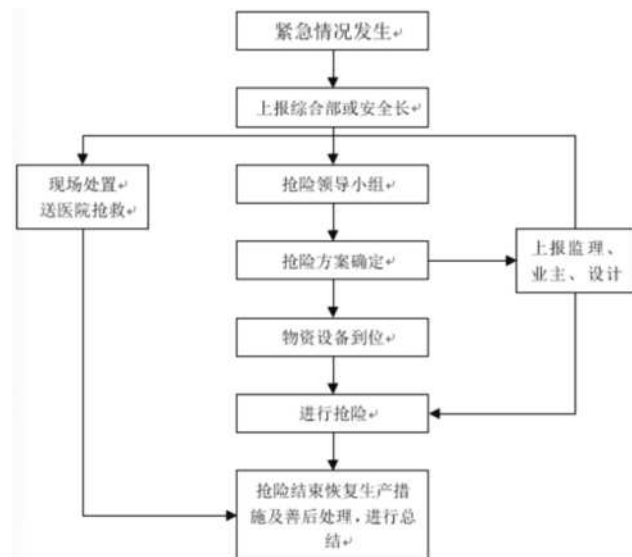 紧急情况发生
上报综合部或安全长
现场处置
送医院抢救
抢险领导小组
抢险方案确定
上报监理、
业主、设计
物资设备到位
进行抢险
抢险结束恢复生产措
施及善后处理，进行总
结